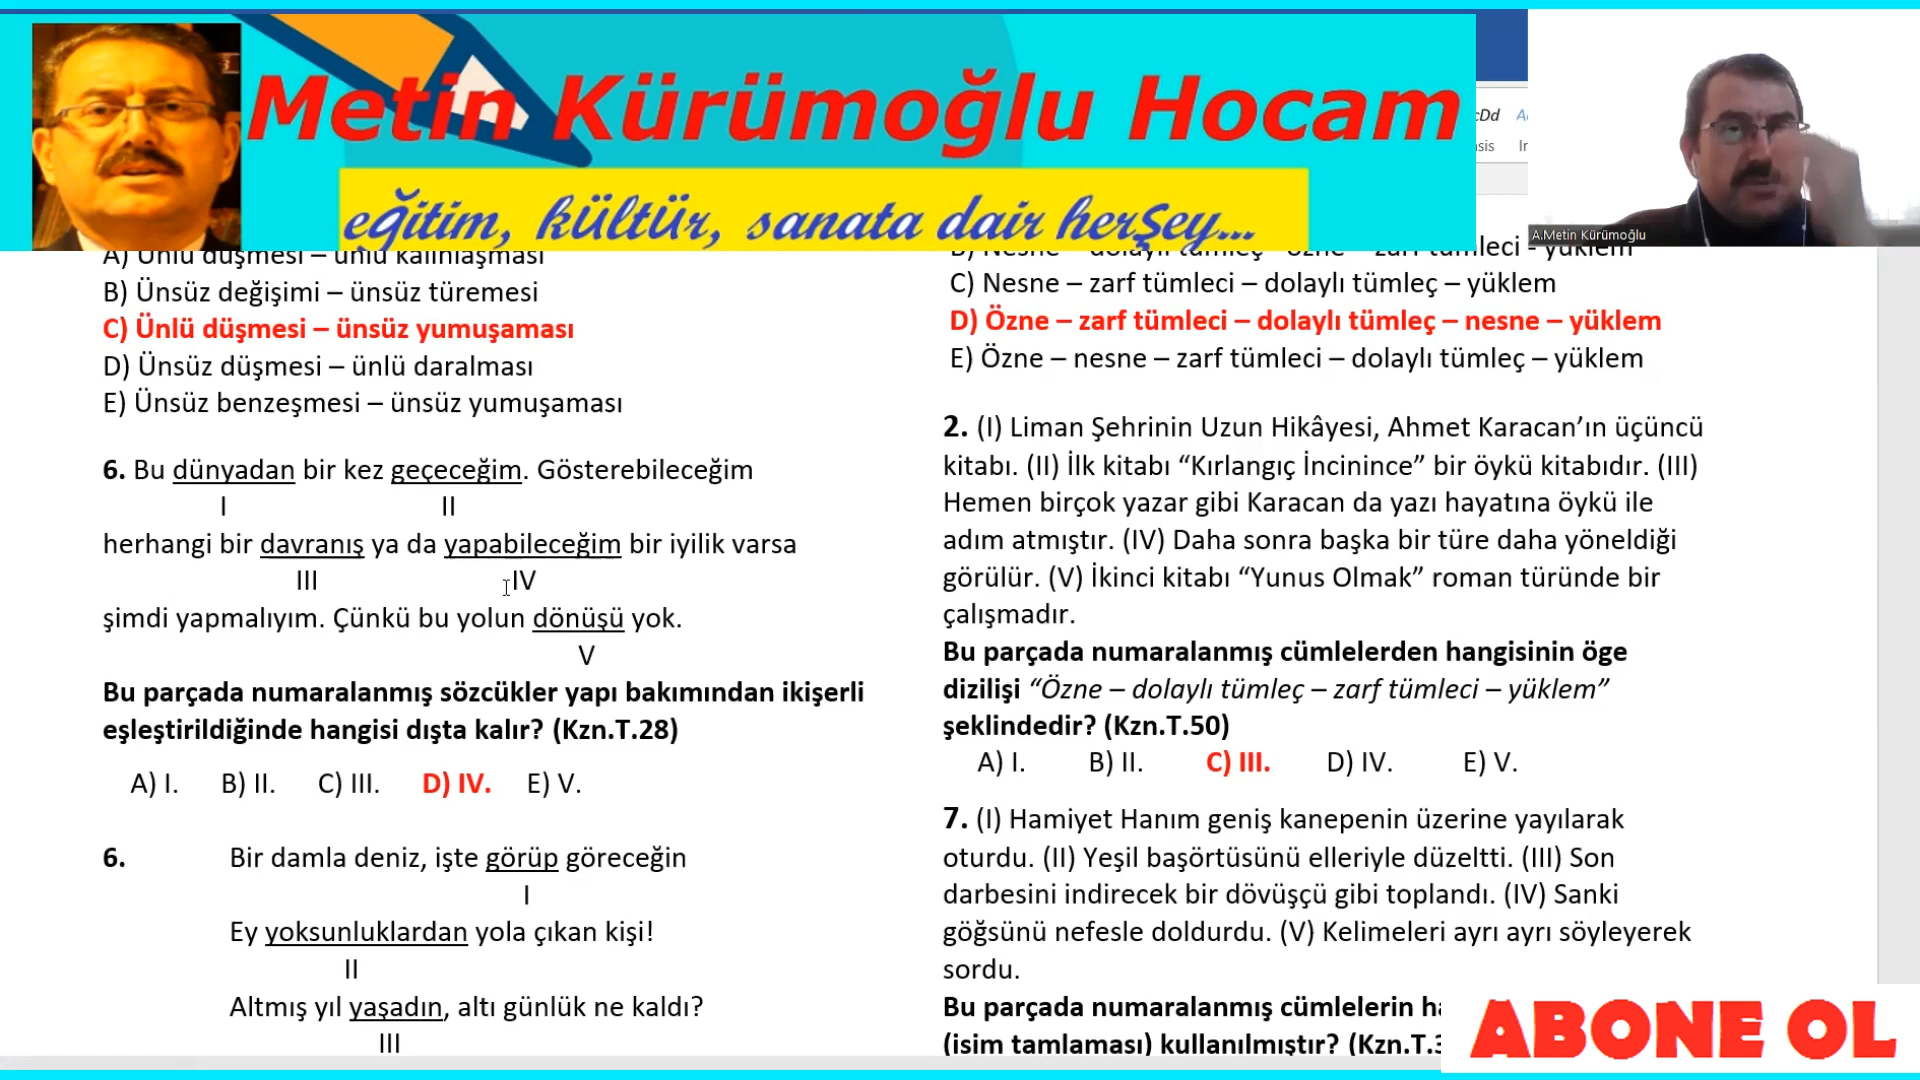 Metin Kürümoğlu Hocam
eğitim, kültür, sanata dair herşey...
A.Metin Kürümoğlu
A) Ünlü düşmesi – ünlü kalınlaşması
B) Ünsüz değişimi – ünsüz türemesi
C) Ünlü düşmesi – ünsüz yumuşaması
D) Ünsüz düşmesi – ünlü daralması
E) Ünsüz benzeşmesi – ünsüz yumuşaması
6. Bu dünyadan bir kez geçeceğim. Gösterebileceğim
I II
herhangi bir davranış ya da yapabileceğim bir iyilik varsa
III IV
şimdi yapmalıyım. Çünkü bu yolun dönüşü yok.
V
Bu parçada numaralanmış sözcükler yapı bakımından ikişerli
eşleştirildiğinde hangisi dışta kalır? (Kzn.T.28)
A) I. B) II. C) III. D) IV. E) V.
6. Bir damla deniz, işte görüp göreceğin
I
Ey yoksunluklardan yola çıkan kişi!
II
Altmış yıl yaşadın, altı günlük ne kaldı?
III
B) Nesne – dolaylı tümleç – özne – zarf tümleci - yüklem
C) Nesne – zarf tümleci – dolaylı tümleç – yüklem
D) Özne – zarf tümleci – dolaylı tümleç – nesne – yüklem
E) Özne – nesne – zarf tümleci – dolaylı tümleç – yüklem
2. (I) Liman Şehrinin Uzun Hikâyesi, Ahmet Karacan’ın üçüncü
kitabı. (II) İlk kitabı “Kırlangıç İncinince” bir öykü kitabıdır. (III)
Hemen birçok yazar gibi Karacan da yazı hayatına öykü ile
adım atmıştır. (IV) Daha sonra başka bir türe daha yöneldiği
görülür. (V) İkinci kitabı “Yunus Olmak” roman türünde bir
çalışmadır.
Bu parçada numaralanmış cümlelerden hangisinin öge
dizilişi “Özne – dolaylı tümleç – zarf tümleci – yüklem”
şeklindedir? (Kzn.T.50)
A) I. B) II. C) III. D) IV. E) V.
7. (I) Hamiyet Hanım geniş kanepenin üzerine yayılarak
oturdu. (II) Yeşil başörtüsünü elleriyle düzeltti. (III) Son
darbesini indirecek bir dövüşçü gibi toplandı. (IV) Sanki
göğsünü nefesle doldurdu. (V) Kelimeleri ayrı ayrı söyleyerek
sordu.
Bu parçada numaralanmış cümlelerin
(isim tamlaması) kullanılmıştır?
ABONE OL